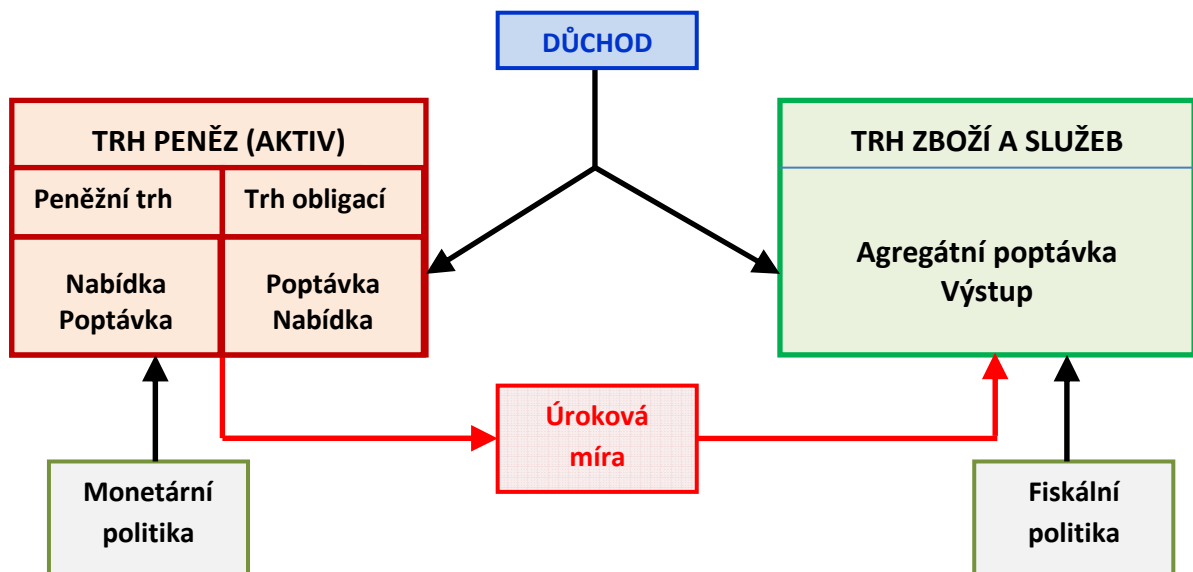 DŮCHOD
TRH PENĚZ (AKTIV)
Peněžní trh
Trh obligací
Nabídka
Poptávka
Poptávka
Nabídka
TRH ZBOŽÍ A SLUŽEB
Agregátní poptávka
Výstup
Úroková
míra
Monetární
politika
Fiskální
politika